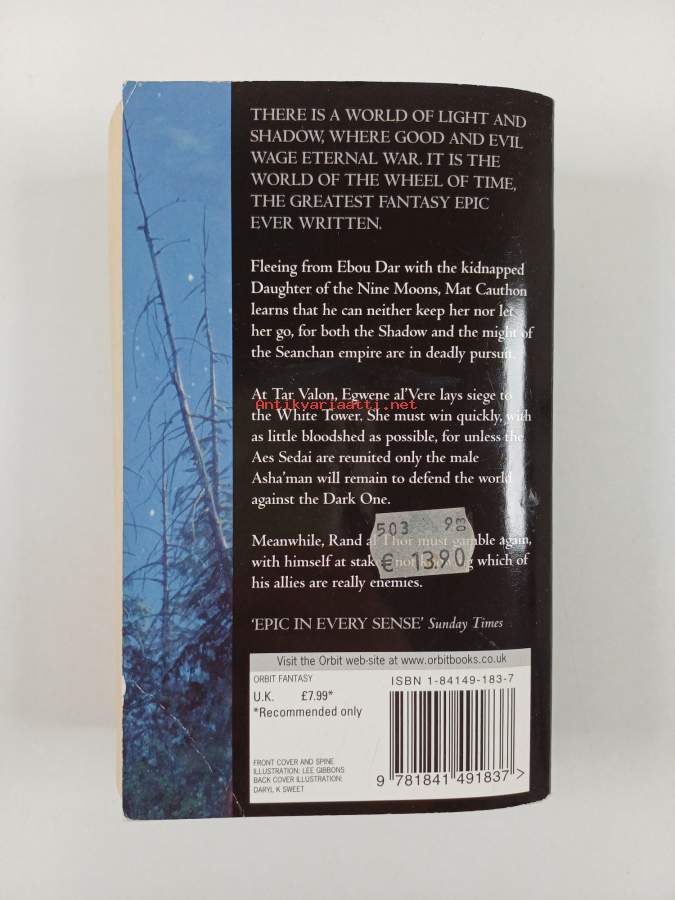 THERE IS A WORLD OF LIGHT AND
SHADOW, WHERE GOOD AND EVIL
WAGE ETERNAL WAR. IT IS THE
WORLD OF THE WHEEL OF TIME,
THE GREATEST FANTASY EPIC
EVER WRITTEN.
Fleeing from Ebou Dar with the kidnapped
Daughter of the Nine Moons, Mat Cauthon
learns that he can neither keep her nor let
her go, for both the Shadow and the might of
the Seanchan empire are in deadly pursuit.
At Tar Valon, Egwene al'Vere lays siege to
Antikvariaatti.net
the White Tower. She must win quickly, with
as little bloodshed as possible, for unless the
Aes Sedai are reunited only the male
Asha'man will remain to defend the world
against the Dark One.
503 903
Meanwhile, Rand al'Thor must gamble again,
€ 13,90
with himself at stake, not knowing which of
his allies are really enemies.
'EPIC IN EVERY SENSE' Sunday Times
Visit the Orbit web-site at www.orbitbooks.co.uk
ORBIT FANTASY
U.K. £7.99*
*Recommended only
ISBN 1-84149-183-7
FRONT COVER AND SPINE
ILLUSTRATION: LEE GIBBONS
BACK COVER ILLUSTRATION:
DARYL K SWEET
9 781841 491837 >